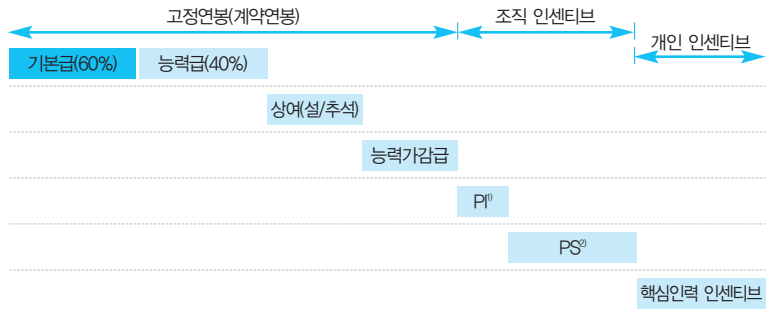 고정연봉(계약연봉)
조직 인센티브
개인 인센티브
기본급(60%)
능력급(40%)
상여(설/추석)
능력가감급
PI¹⁾
PS²⁾
핵심인력 인센티브